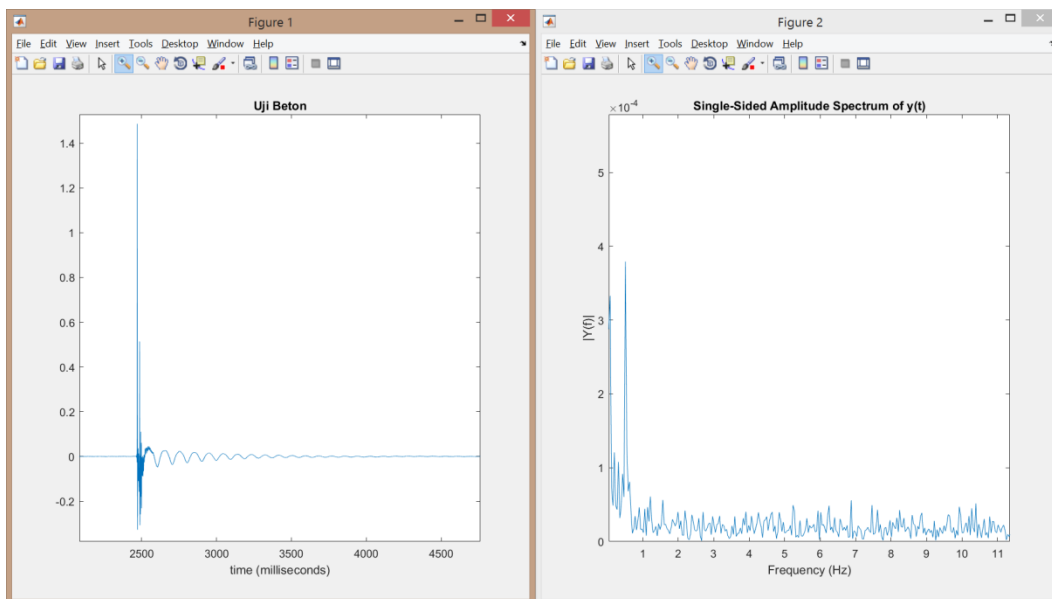 Figure 1
File Edit View Insert Tools Desktop Window Help
Uji Beton
1.4
1.2
1
0.8
0.6
0.4
0.2
0
-0.2
2500 3000 3500 4000 4500
time (milliseconds)
Figure 2
File Edit View Insert Tools Desktop Window Help
×10-4
Single-Sided Amplitude Spectrum of y(t)
5
4
3
2
1
0
|Y(f)|
1 2 3 4 5 6 7 8 9 10 11
Frequency (Hz)